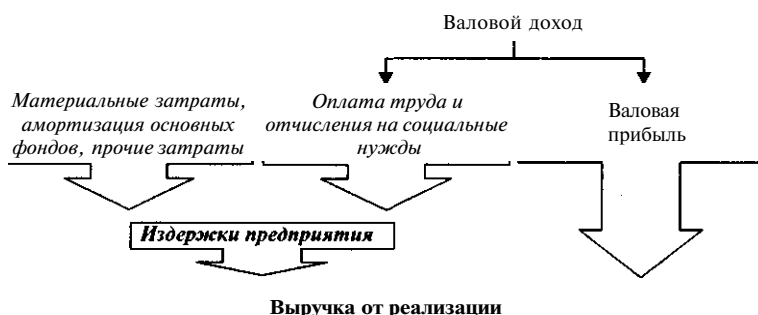 Валовой доход
Материальные затраты,
амортизация основных
фондов, прочие затраты
Оплата труда и
отчисления на социальные
нужды
Валовая
прибыль
Издержки предприятия
Выручка от реализации